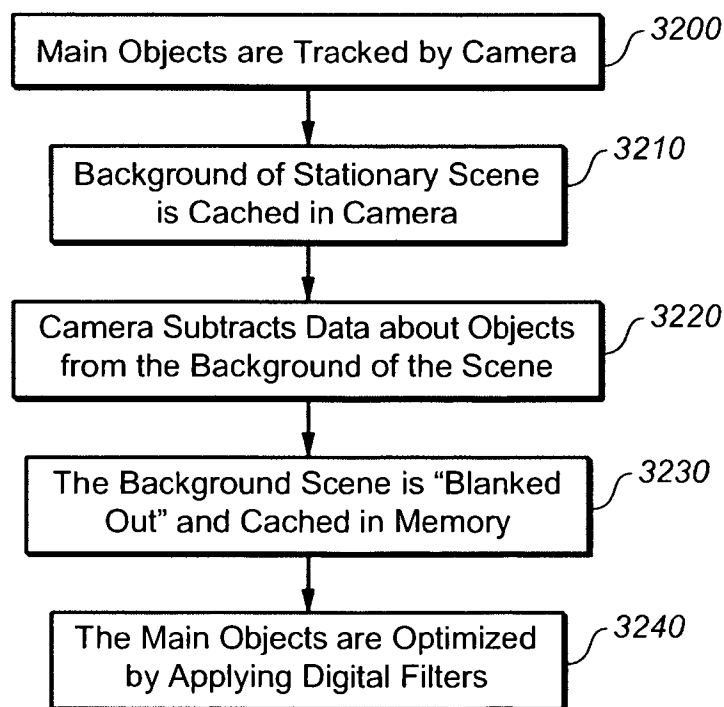 Main Objects are Tracked by Camera
3200
Background of Stationary Scene
is Cached in Camera
3210
Camera Subtracts Data about Objects
from the Background of the Scene
3220
The Background Scene is “Blanked
Out” and Cached in Memory
3230
The Main Objects are Optimized
by Applying Digital Filters
3240